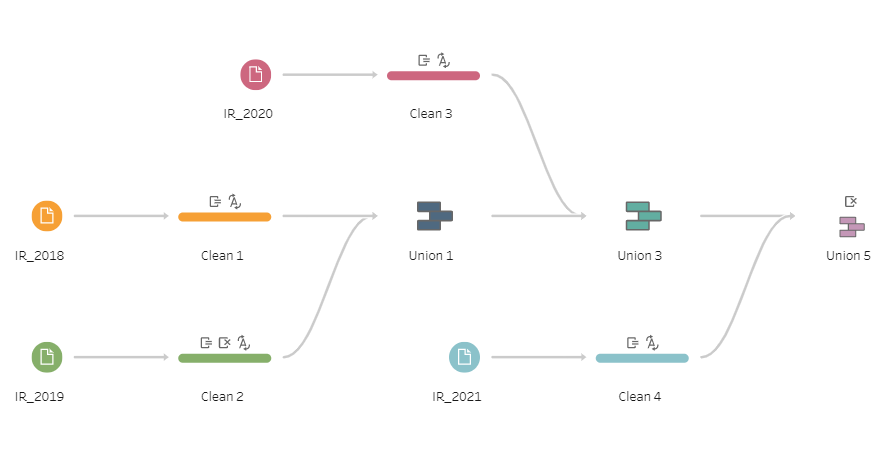 IR_2020
Clean 3
IR_2018
Clean 1
Union 1
Union 3
Union 5
IR_2019
Clean 2
IR_2021
Clean 4